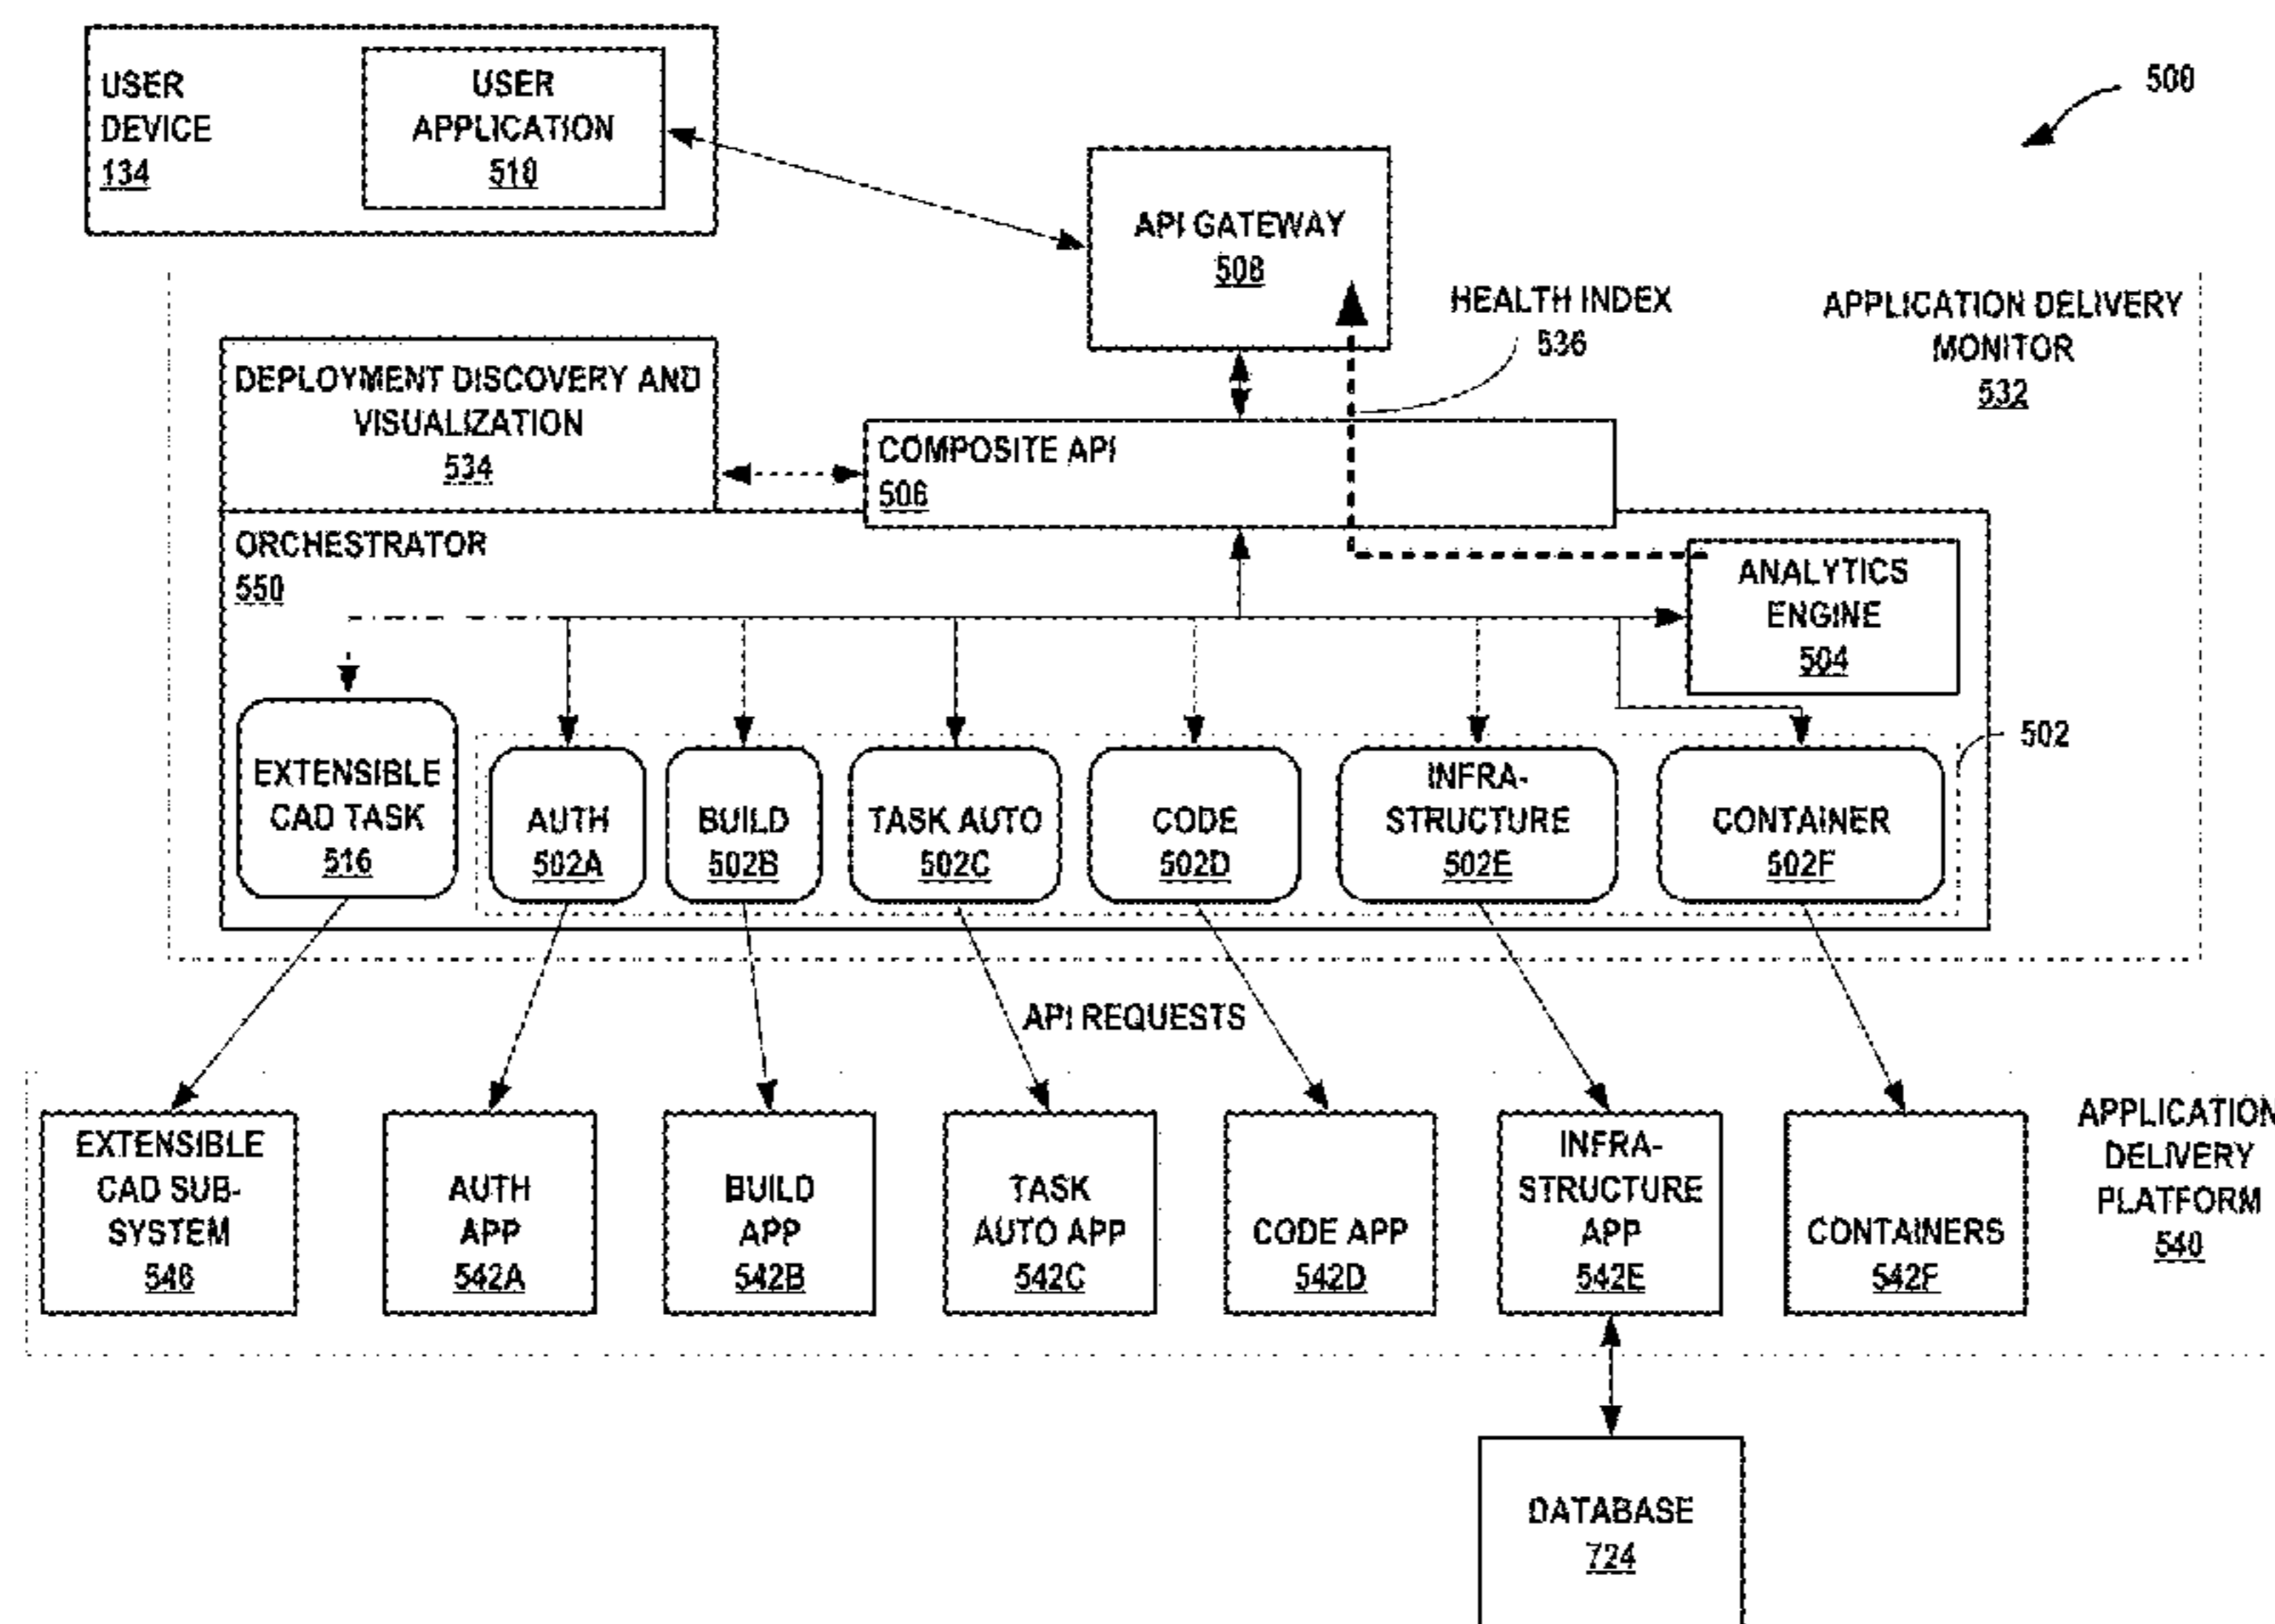 USER
DEVICE
134
USER
APPLICATION
510
500
API GATEWAY
508
HEALTH INDEX
536
APPLICATION DELIVERY
MONITOR
532
DEPLOYMENT DISCOVERY AND
VISUALIZATION
534
COMPOSITE API
506
ORCHESTRATOR
550
ANALYTICS
ENGINE
504
502
EXTENSIBLE
CAD TASK
516
AUTH
502A
BUILD
502B
TASK AUTO
502C
CODE
502D
INFRA-
STRUCTURE
502E
CONTAINER
502F
API REQUESTS
EXTENSIBLE
CAD SUB-
SYSTEM
546
AUTH
APP
542A
BUILD
APP
542B
TASK
AUTO APP
542C
CODE APP
542D
INFRA-
STRUCTURE
APP
542E
CONTAINERS
542F
APPLICATION
DELIVERY
PLATFORM
540
DATABASE
724